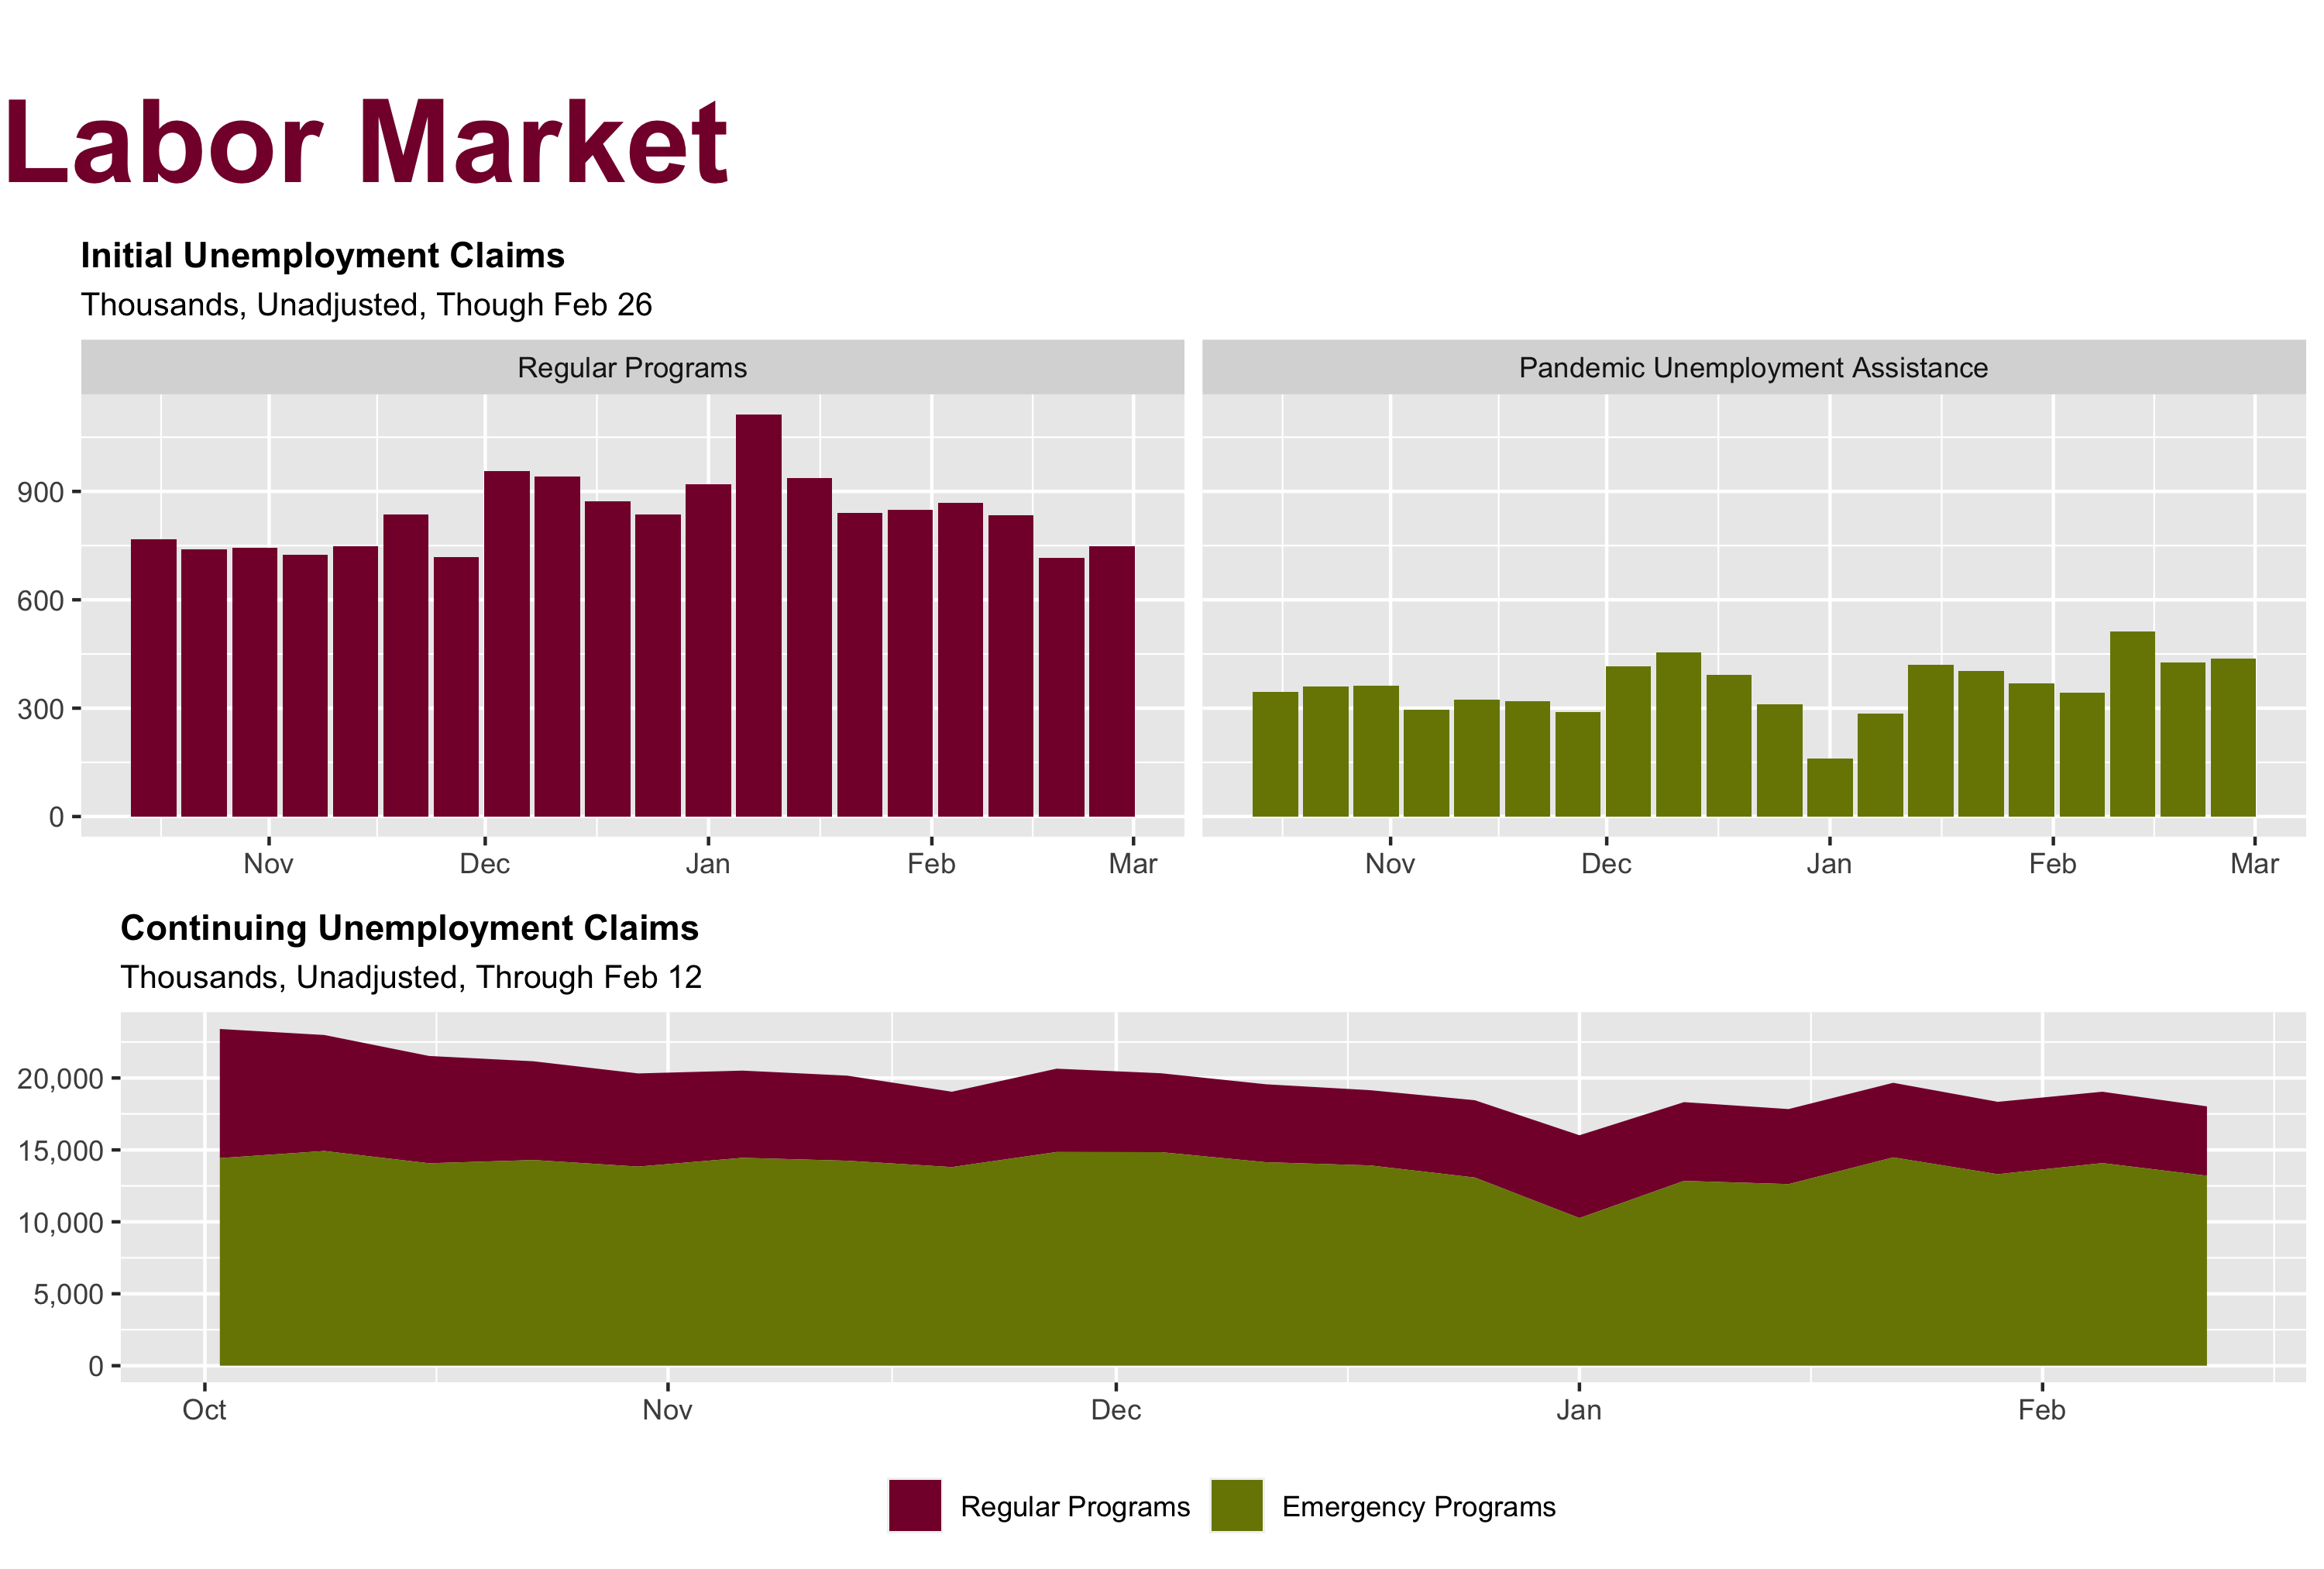 Labor Market
Initial Unemployment Claims
Thousands, Unadjusted, Though Feb 26
Regular Programs
Pandemic Unemployment Assistance
900
600
300
0
Nov Dec Jan Feb Mar
Nov Dec Jan Feb Mar
Continuing Unemployment Claims
Thousands, Unadjusted, Through Feb 12
20,000
15,000
10,000
5,000
0
Oct Nov Dec Jan Feb
Regular Programs Emergency Programs